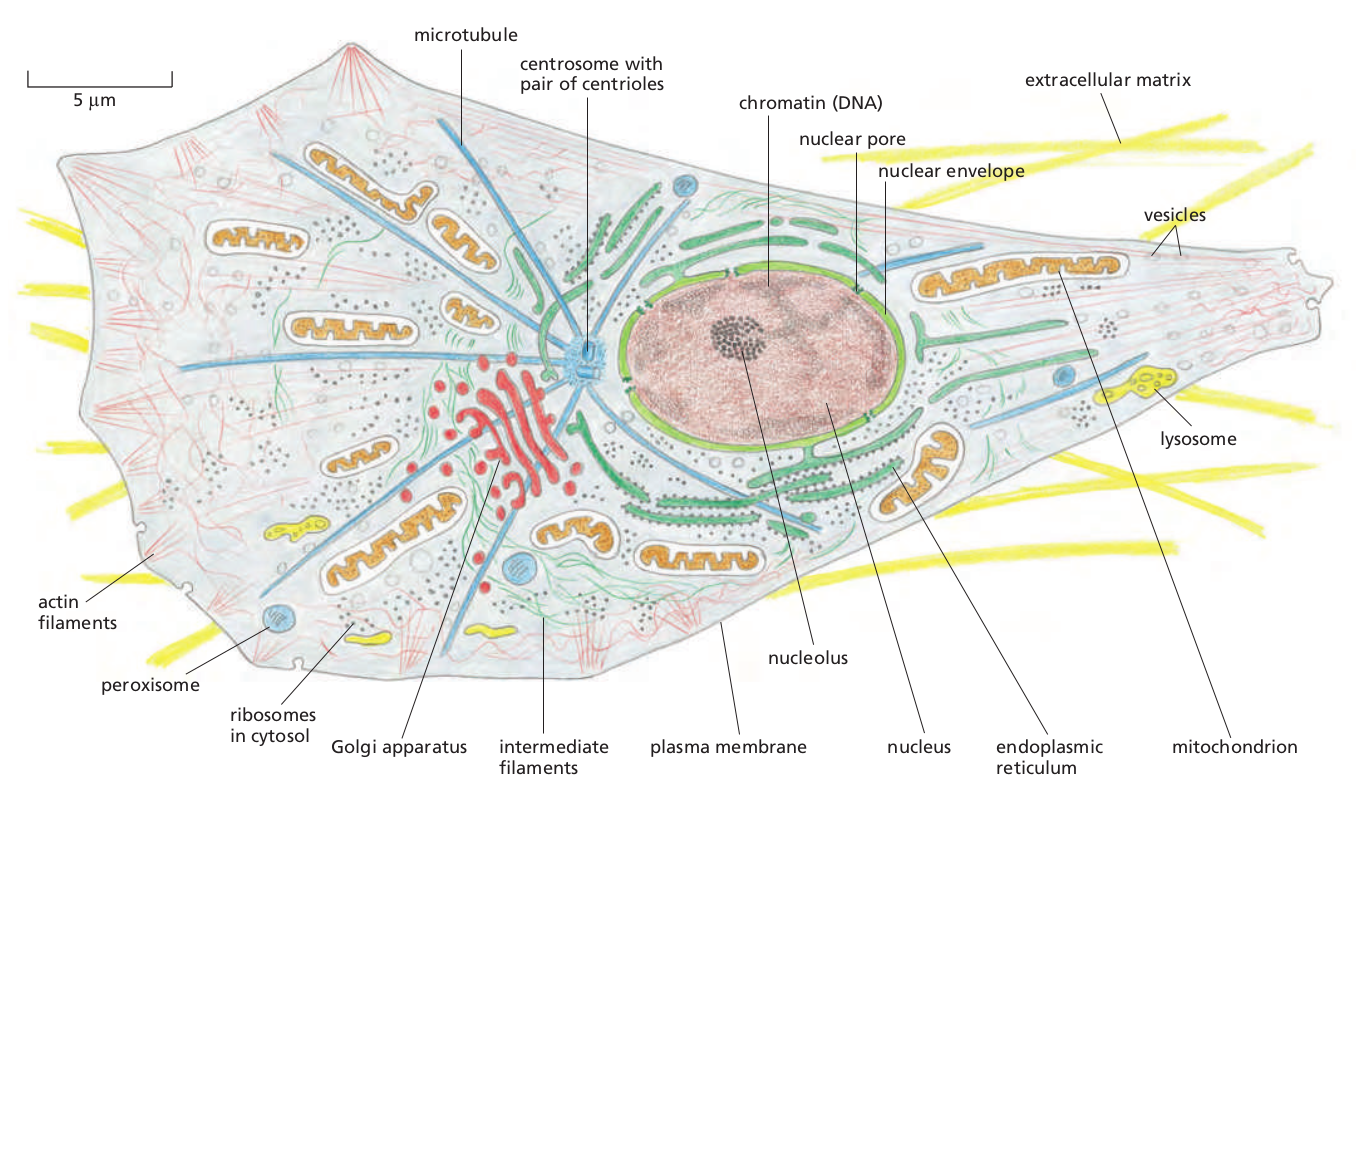 microtubule
centrosome with
pair of centrioles
extracellular matrix
5 µm
chromatin (DNA)
nuclear pore
nuclear envelope
vesicles
lysosome
actin
filaments
nucleolus
peroxisome
ribosomes
in cytosol
Golgi apparatus
intermediate
filaments
plasma membrane
nucleus
endoplasmic
reticulum
mitochondrion